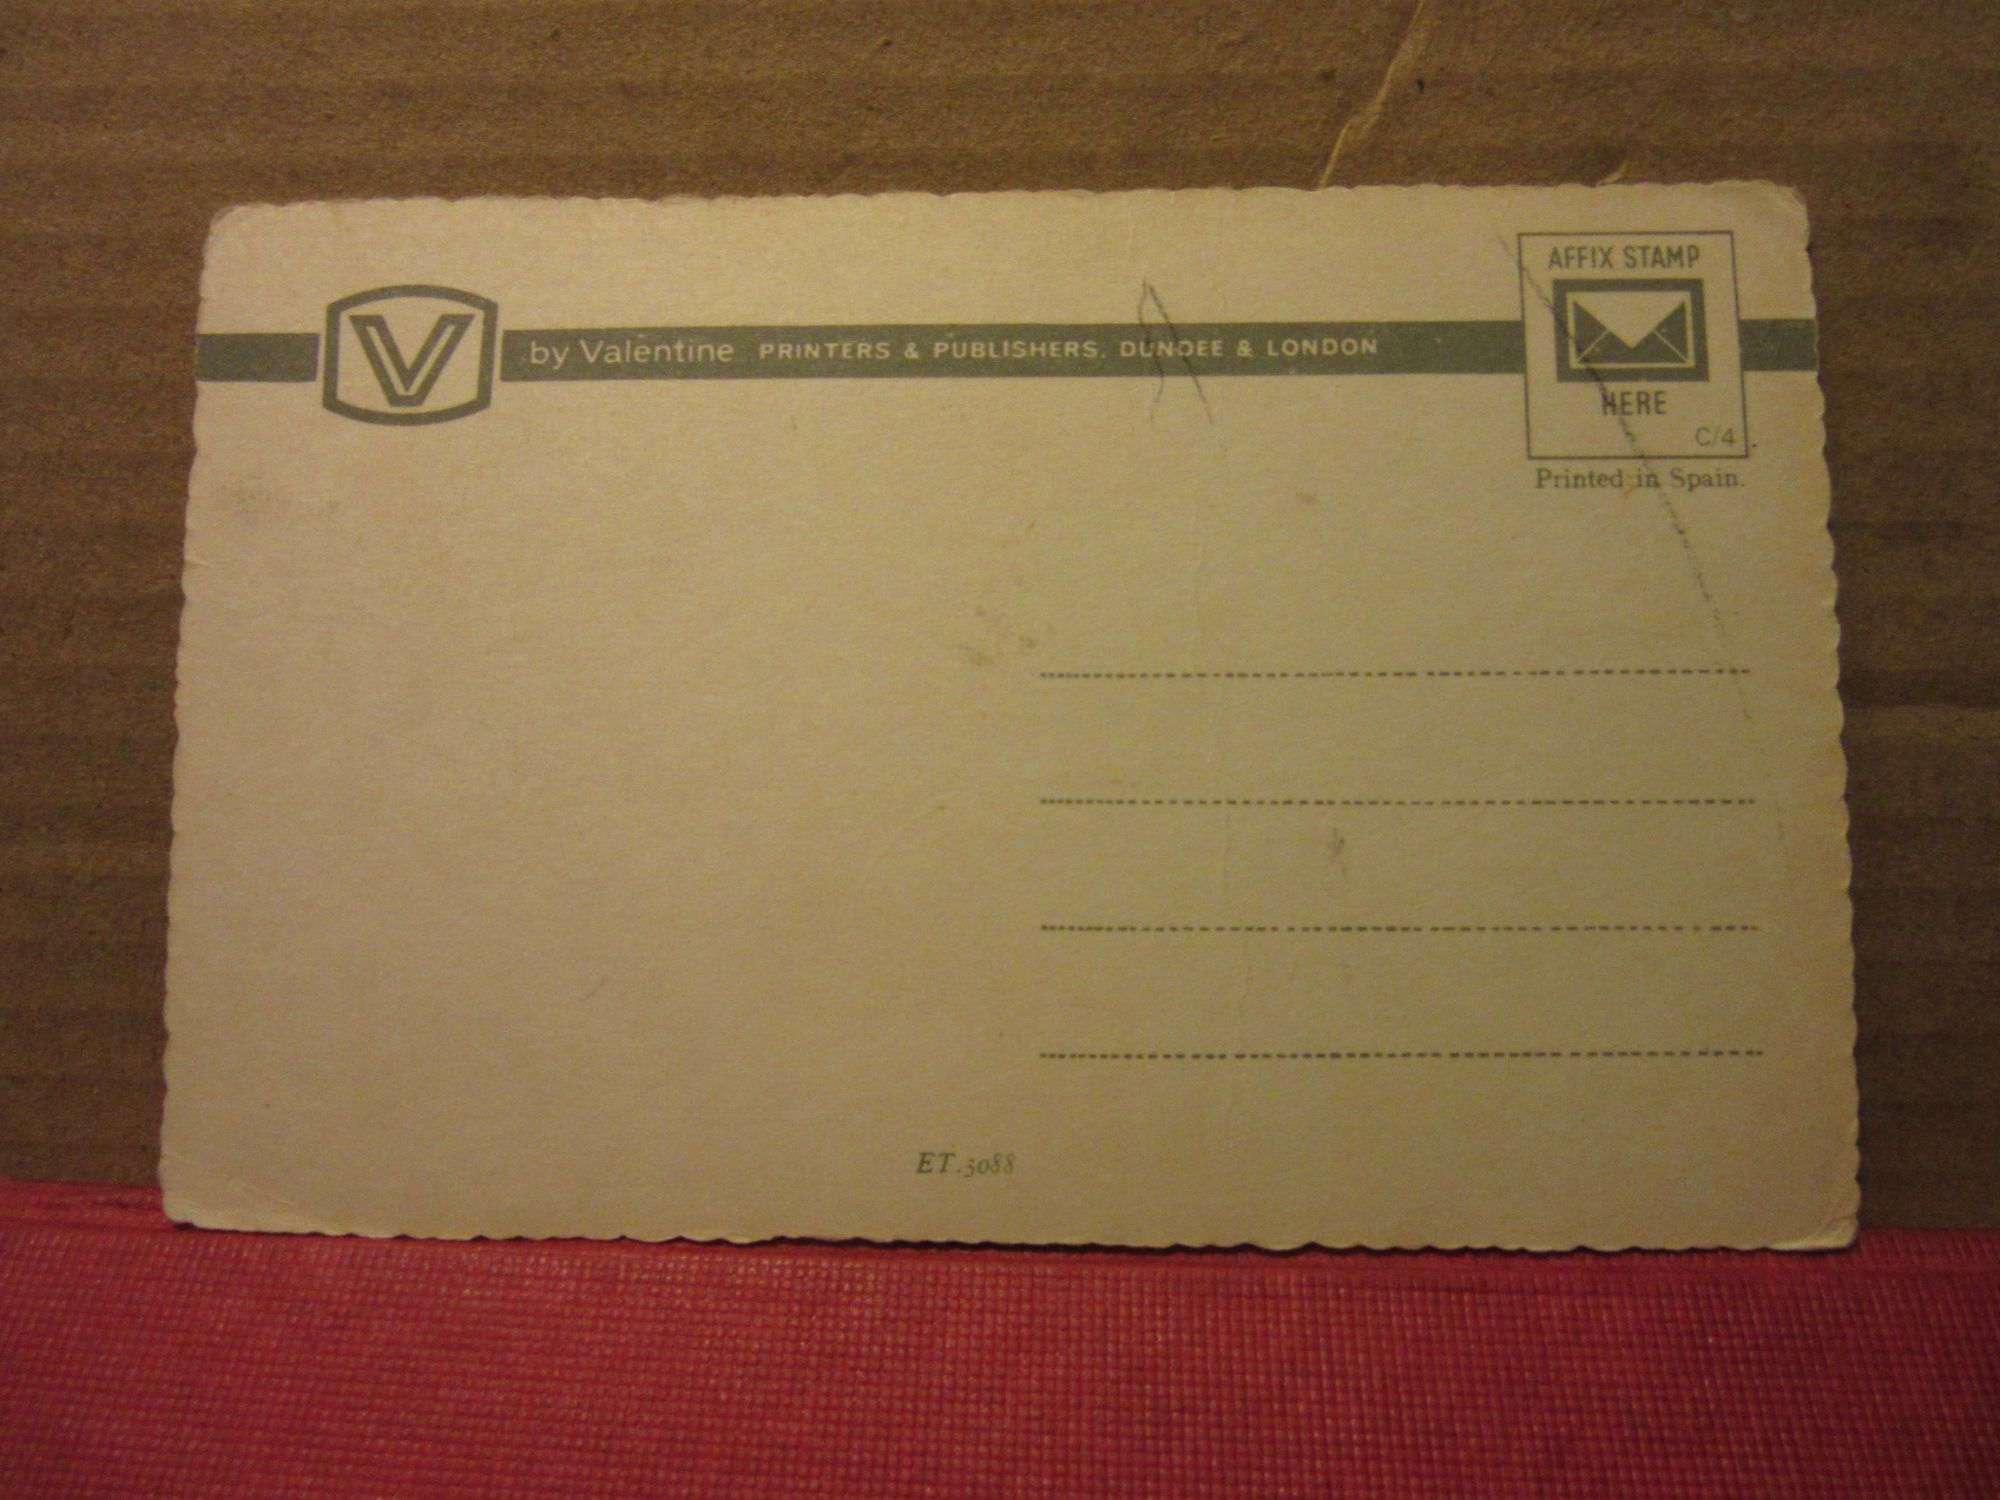 V by Valentine PRINTERS & PUBLISHERS. DUNDEE & LONDON
AFFIX STAMP
HERE
C/4
Printed in Spain.
ET.5088